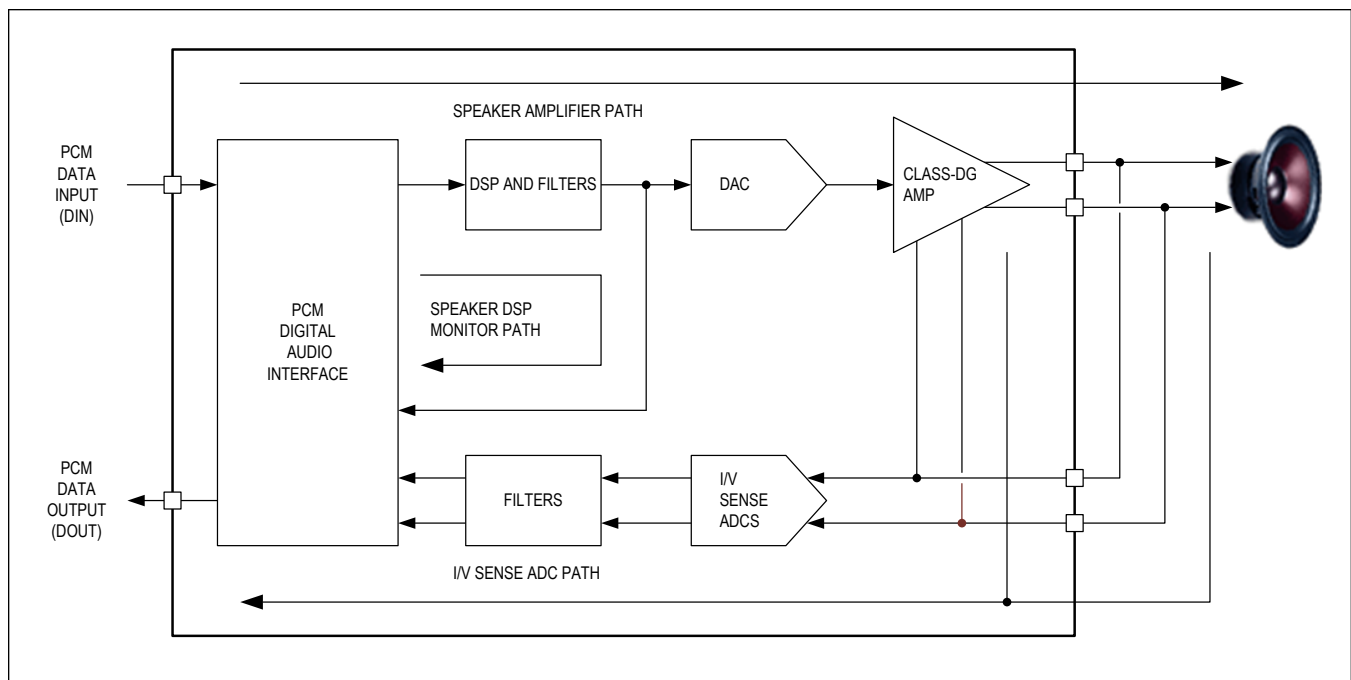 SPEAKER AMPLIFIER PATH
PCM
DATA
INPUT
(DIN)
DSP AND FILTERS
DAC
CLASS-DG
AMP
PCM
DIGITAL
AUDIO
INTERFACE
SPEAKER DSP
MONITOR PATH
PCM
DATA
OUTPUT
(DOUT)
FILTERS
I/V
SENSE
ADCS
I/V SENSE ADC PATH